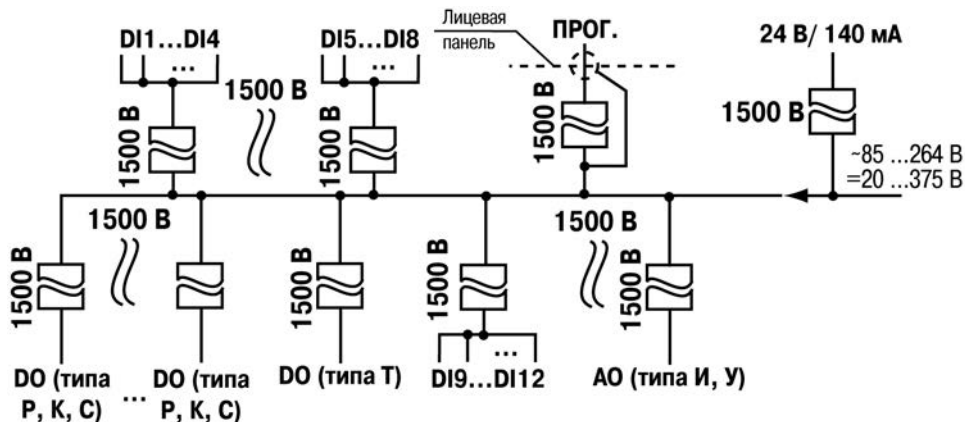 DI1...DI4
...
1500 В
1500 В
DI5...DI8
...
1500 В
Лицевая
панель
ПРОГ.
1500 В
24 В/ 140 мА
1500 В
~85 ...264 В
=20 ...375 В
1500 В
1500 В
1500 В
1500 В
1500 В
1500 В
1500 В
DO (типа
Р, К, С)
...
DO (типа
Р, К, С)
DO (типа Т)
...
DI9...DI12
АО (типа И, У)